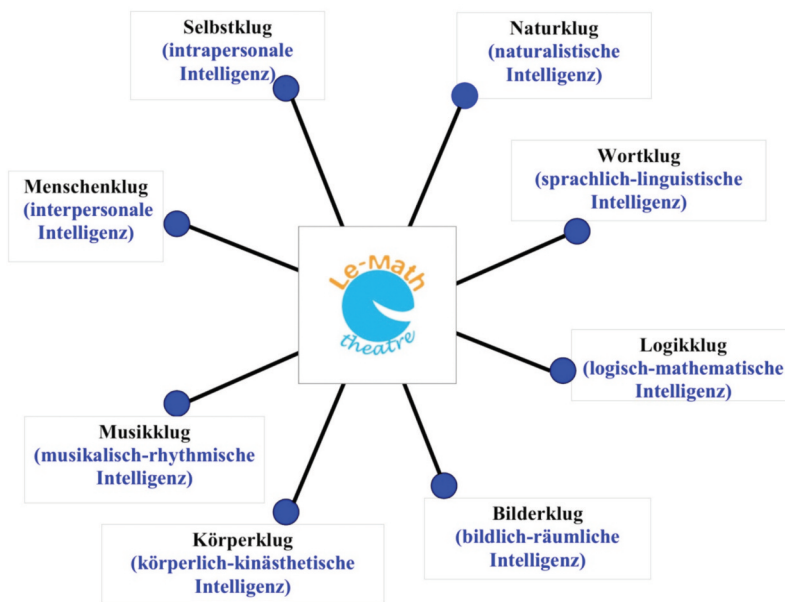 Selbstklug
(intrapersonale
Intelligenz)
Naturklug
(naturalistische
Intelligenz)
Wortklug
(sprachlich-linguistische
Intelligenz)
Menschenklug
(interpersonale
Intelligenz)
Le-Math
theatre
Logikklug
(logisch-mathematische
Intelligenz)
Musikklug
(musikalisch-rhythmische
Intelligenz)
Bilderklug
(bildlich-räumliche
Intelligenz)
Körperklug
(körperlich-kinästhetische
Intelligenz)